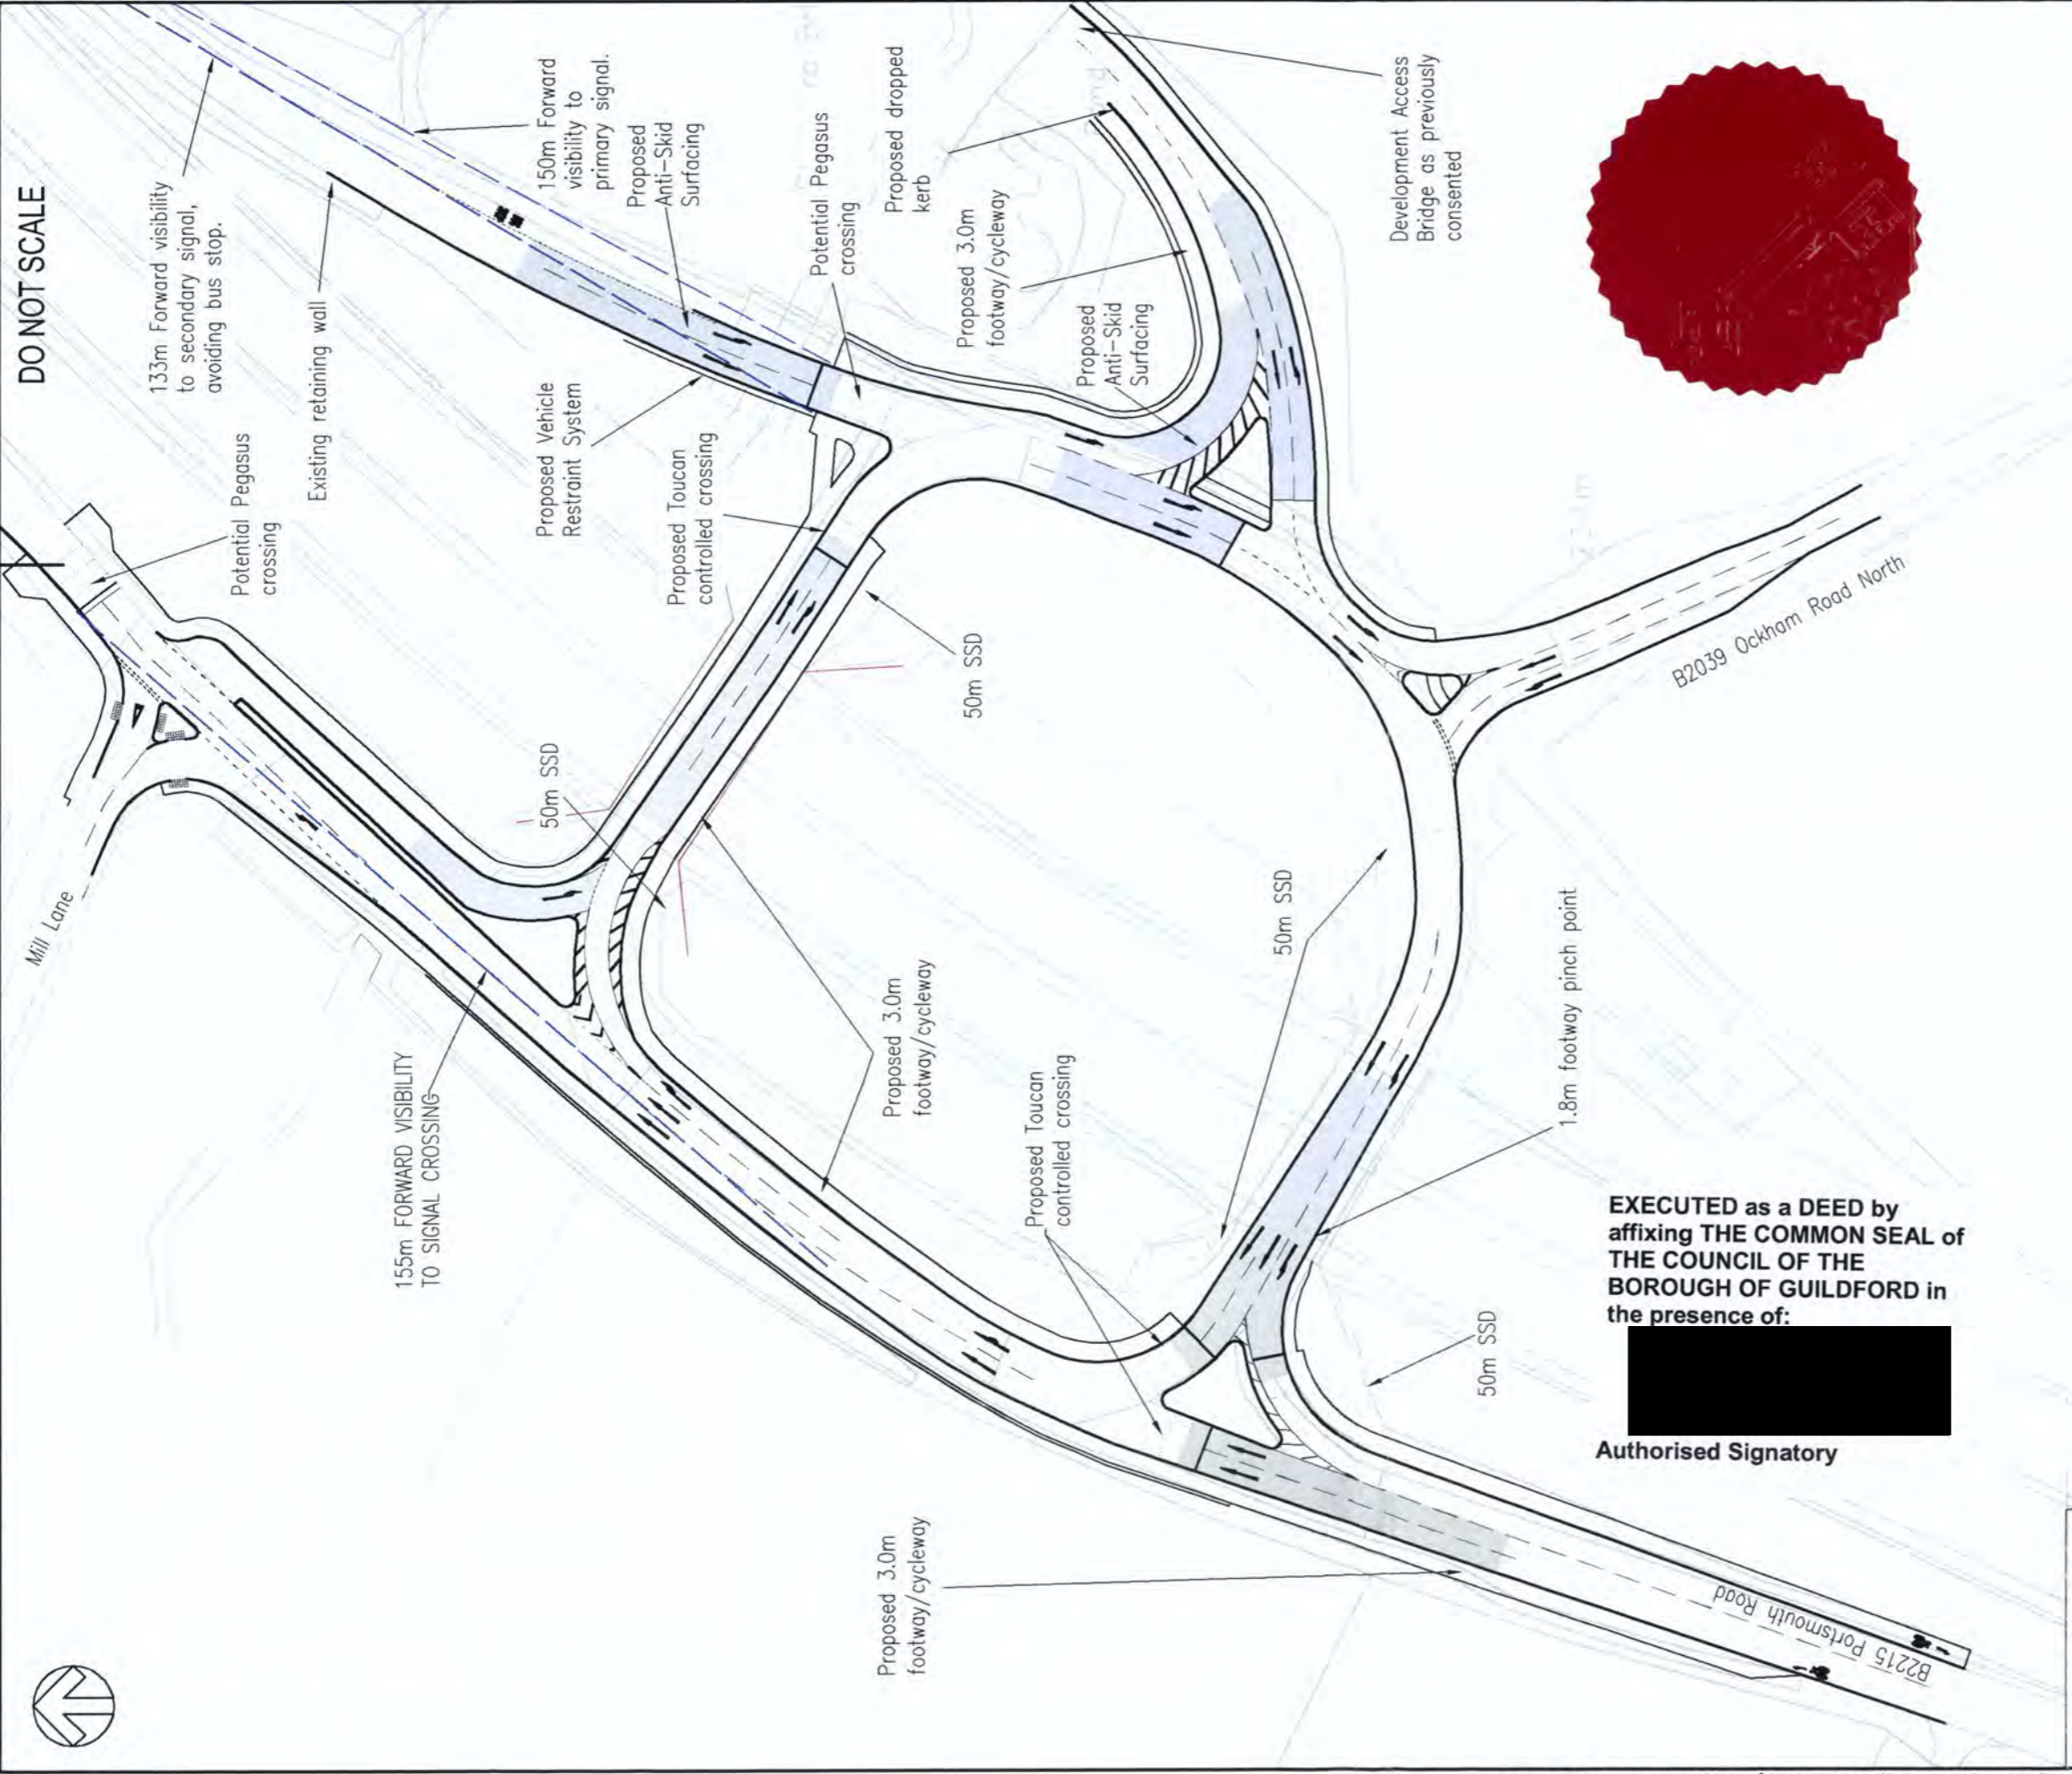 DO NOT SCALE
133m Forward visibility
to secondary signal,
avoiding bus stop.
Existing retaining wall
Potential Pegasus
crossing
150m Forward
visibility to
primary signal.
Proposed
Anti-Skid
Surfacing
Potential Pegasus
crossing
Proposed dropped
kerb
Proposed 3.0m
footway/cycleway
Proposed
Anti-Skid
Surfacing
Development Access
Bridge as previously
consented
Proposed Vehicle
Restraint System
Proposed Toucan
controlled crossing
50m SSD
50m SSD
Mill Lane
155m FORWARD VISIBILITY
TO SIGNAL CROSSING
Proposed 3.0m
footway/cycleway
Proposed Toucan
controlled crossing
50m SSD
B2039 Ockham Road North
1.8m footway pinch point
50m SSD
Proposed 3.0m
footway/cycleway
B2215 Portsmouth Road
EXECUTED as a DEED by
affixing THE COMMON SEAL of
THE COUNCIL OF THE
BOROUGH OF GUILDFORD in
the presence of:
Authorised Signatory